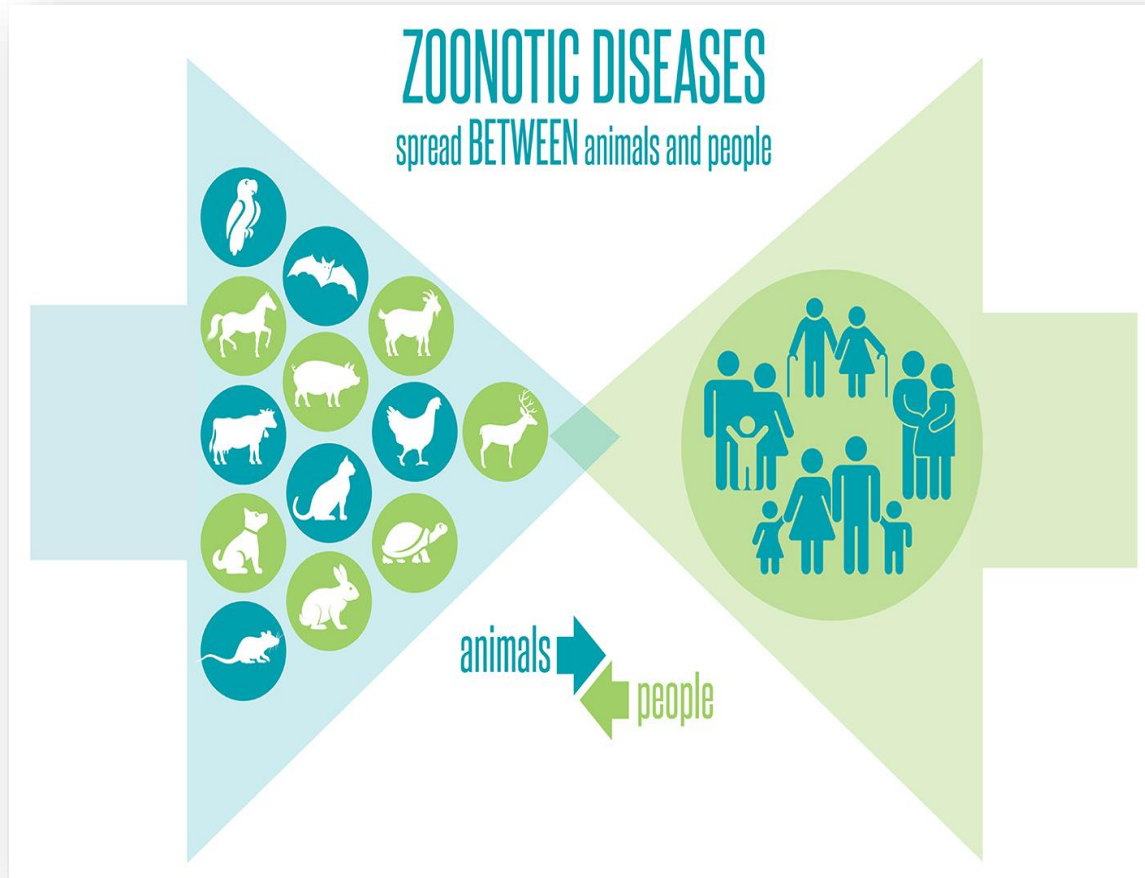 ZOONOTIC DISEASES
spread BETWEEN animals and people
animals
people